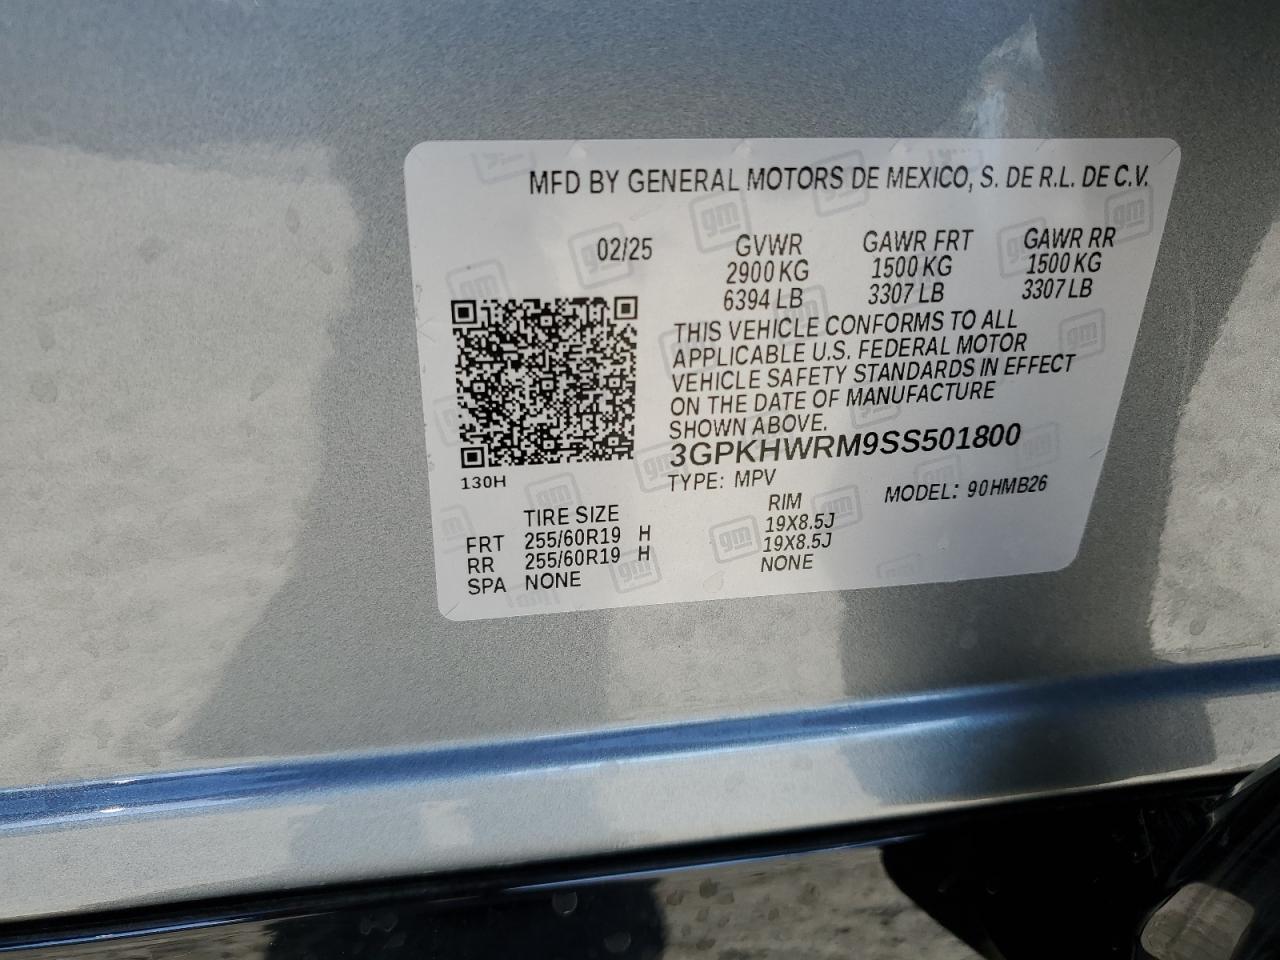 MFD BY GENERAL MOTORS DE MEXICO, S. DE R.L. DE C.V.
02/25 GVWR GAWR FRT GAWR RR
2900 KG 1500 KG 1500 KG
6394 LB 3307 LB 3307 LB
THIS VEHICLE CONFORMS TO ALL
APPLICABLE U.S. FEDERAL MOTOR
VEHICLE SAFETY STANDARDS IN EFFECT
ON THE DATE OF MANUFACTURE
SHOWN ABOVE.
3GPKHWRM9SS501800
130H
TYPE: MPV MODEL: 90HMB26
TIRE SIZE RIM
FRT 255/60R19 H 19X8.5J
RR 255/60R19 H 19X8.5J
SPA NONE NONE